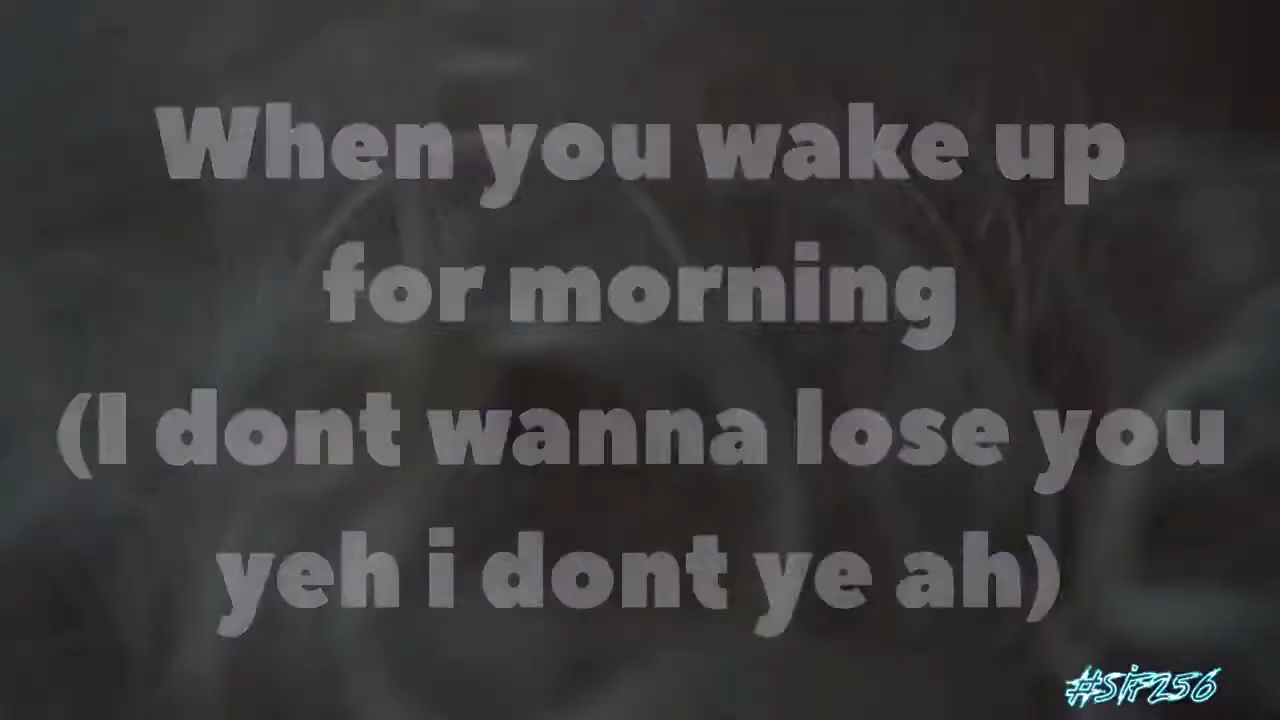 When you wake up
for morning
(I dont wanna lose you
yeh i dont ye ah)
#SIF256